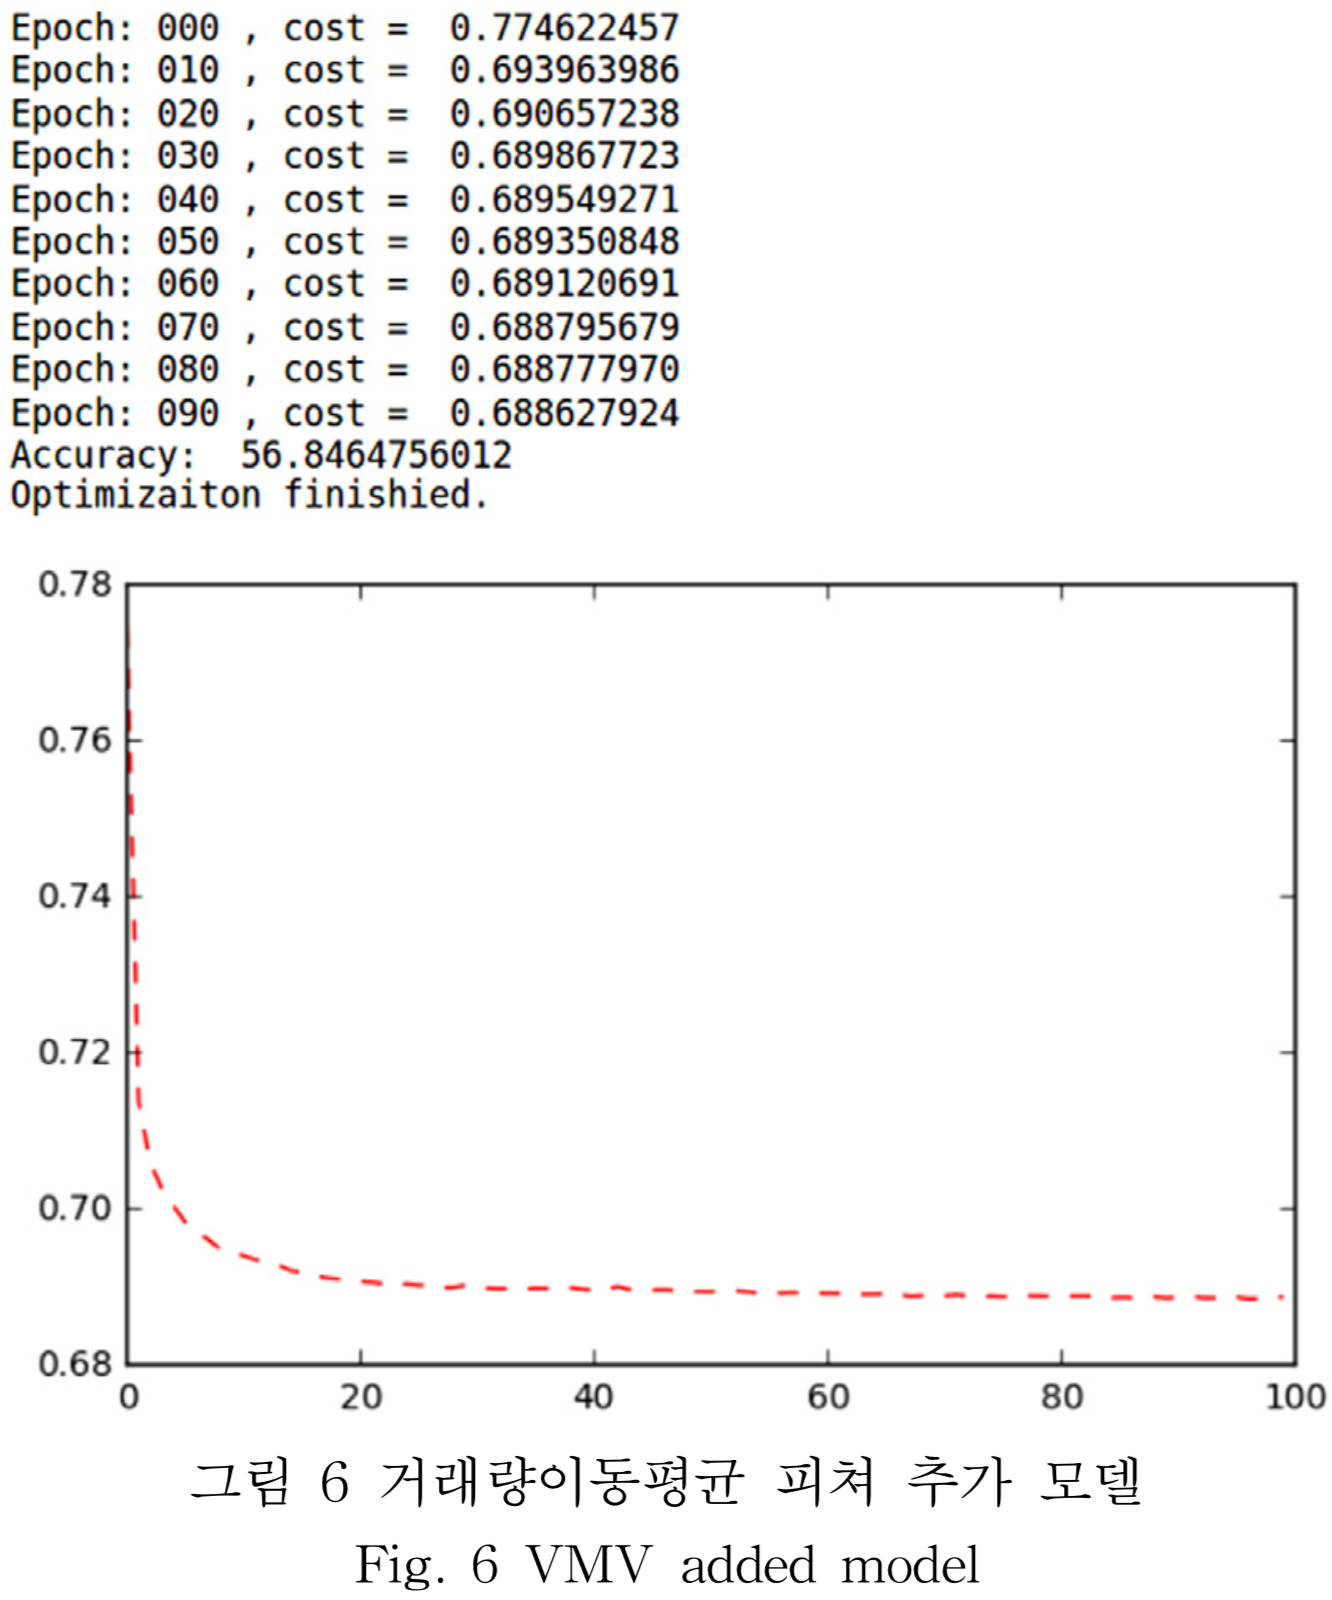 Epoch: 000 , cost =  0.774622457
Epoch: 010 , cost =  0.693963986
Epoch: 020 , cost =  0.690657238
Epoch: 030 , cost =  0.689867723
Epoch: 040 , cost =  0.689549271
Epoch: 050 , cost =  0.689350848
Epoch: 060 , cost =  0.689120691
Epoch: 070 , cost =  0.688795679
Epoch: 080 , cost =  0.688777970
Epoch: 090 , cost =  0.688627924
Accuracy:  56.8464756012
Optimizaiton finishied.
0.78
0.76
0.74
0.72
0.70
0.68
0 20 40 60 80 100
그림 6 거래량이동평균 피쳐 추가 모델
Fig. 6 VMV added model